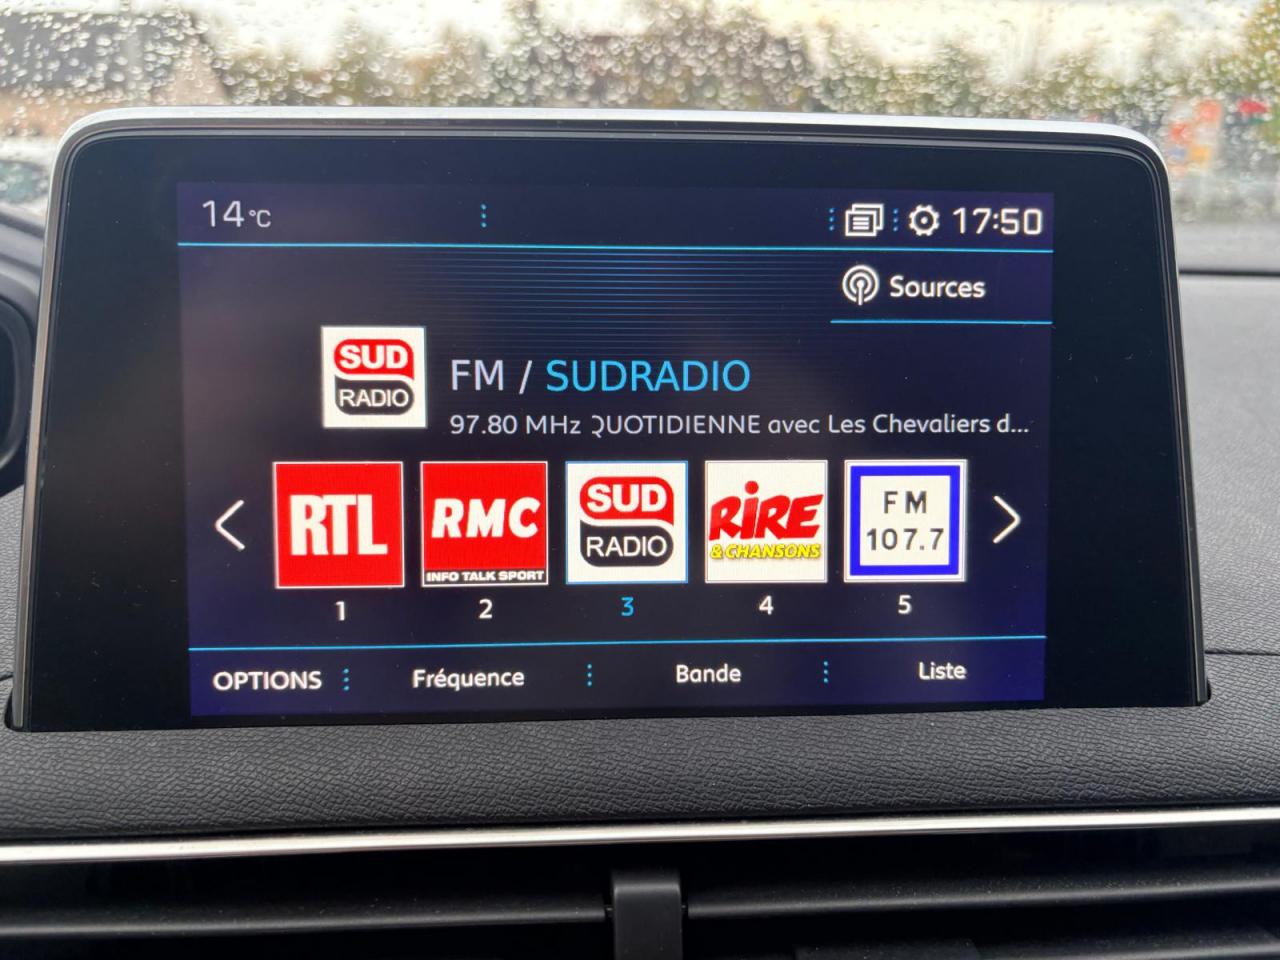 14°C
17:50
Sources
SUD
RADIO
FM / SUDRADIO
97.80 MHz QUOTIDIENNE avec Les Chevaliers d...
RTL
RMC
INFO TALK SPORT
SUD
RADIO
RIRE
& CHANSONS
FM
107.7
1 2 3 4 5
OPTIONS Fréquence Bande Liste